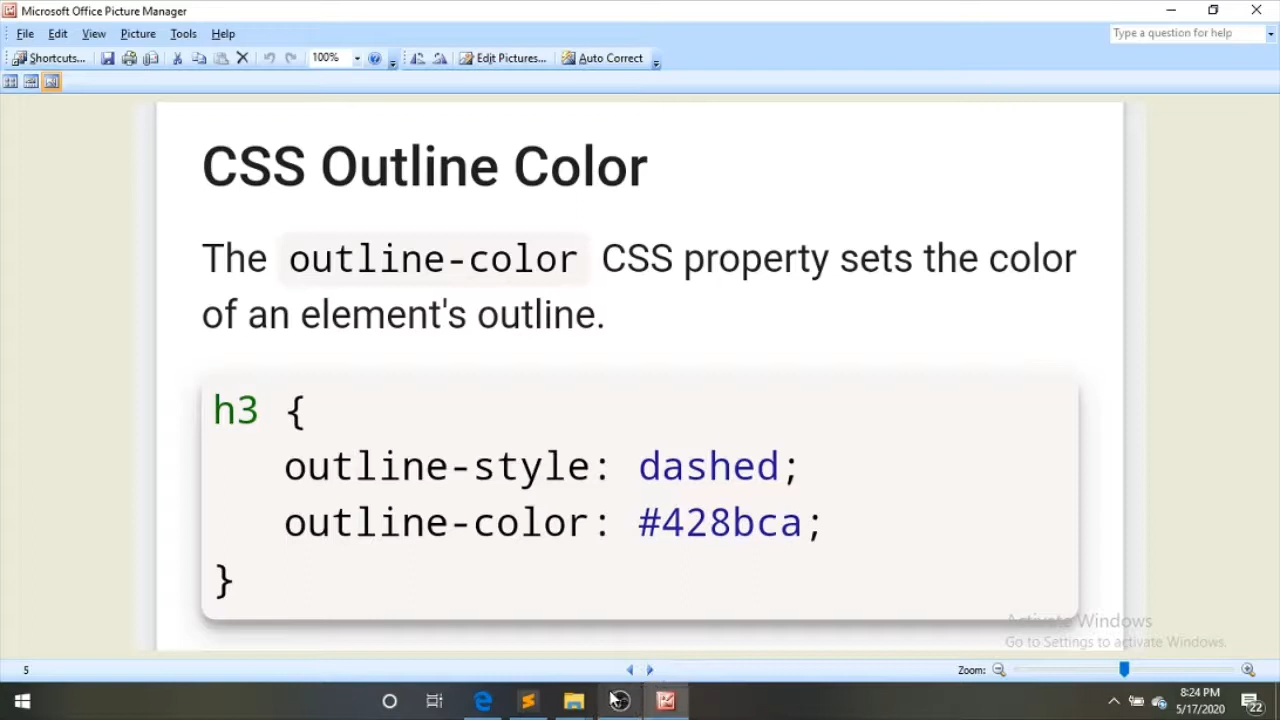 Microsoft Office Picture Manager
File Edit View Picture Tools Help
Type a question for help
Shortcuts... 100% Edit Pictures... Auto Correct
CSS Outline Color
The outline-color CSS property sets the color
of an element's outline.
h3 {
outline-style: dashed;
outline-color: #428bca;
}
Activate Windows
Go to Settings to activate Windows.
5
Zoom:
8:24 PM
5/17/2020
22